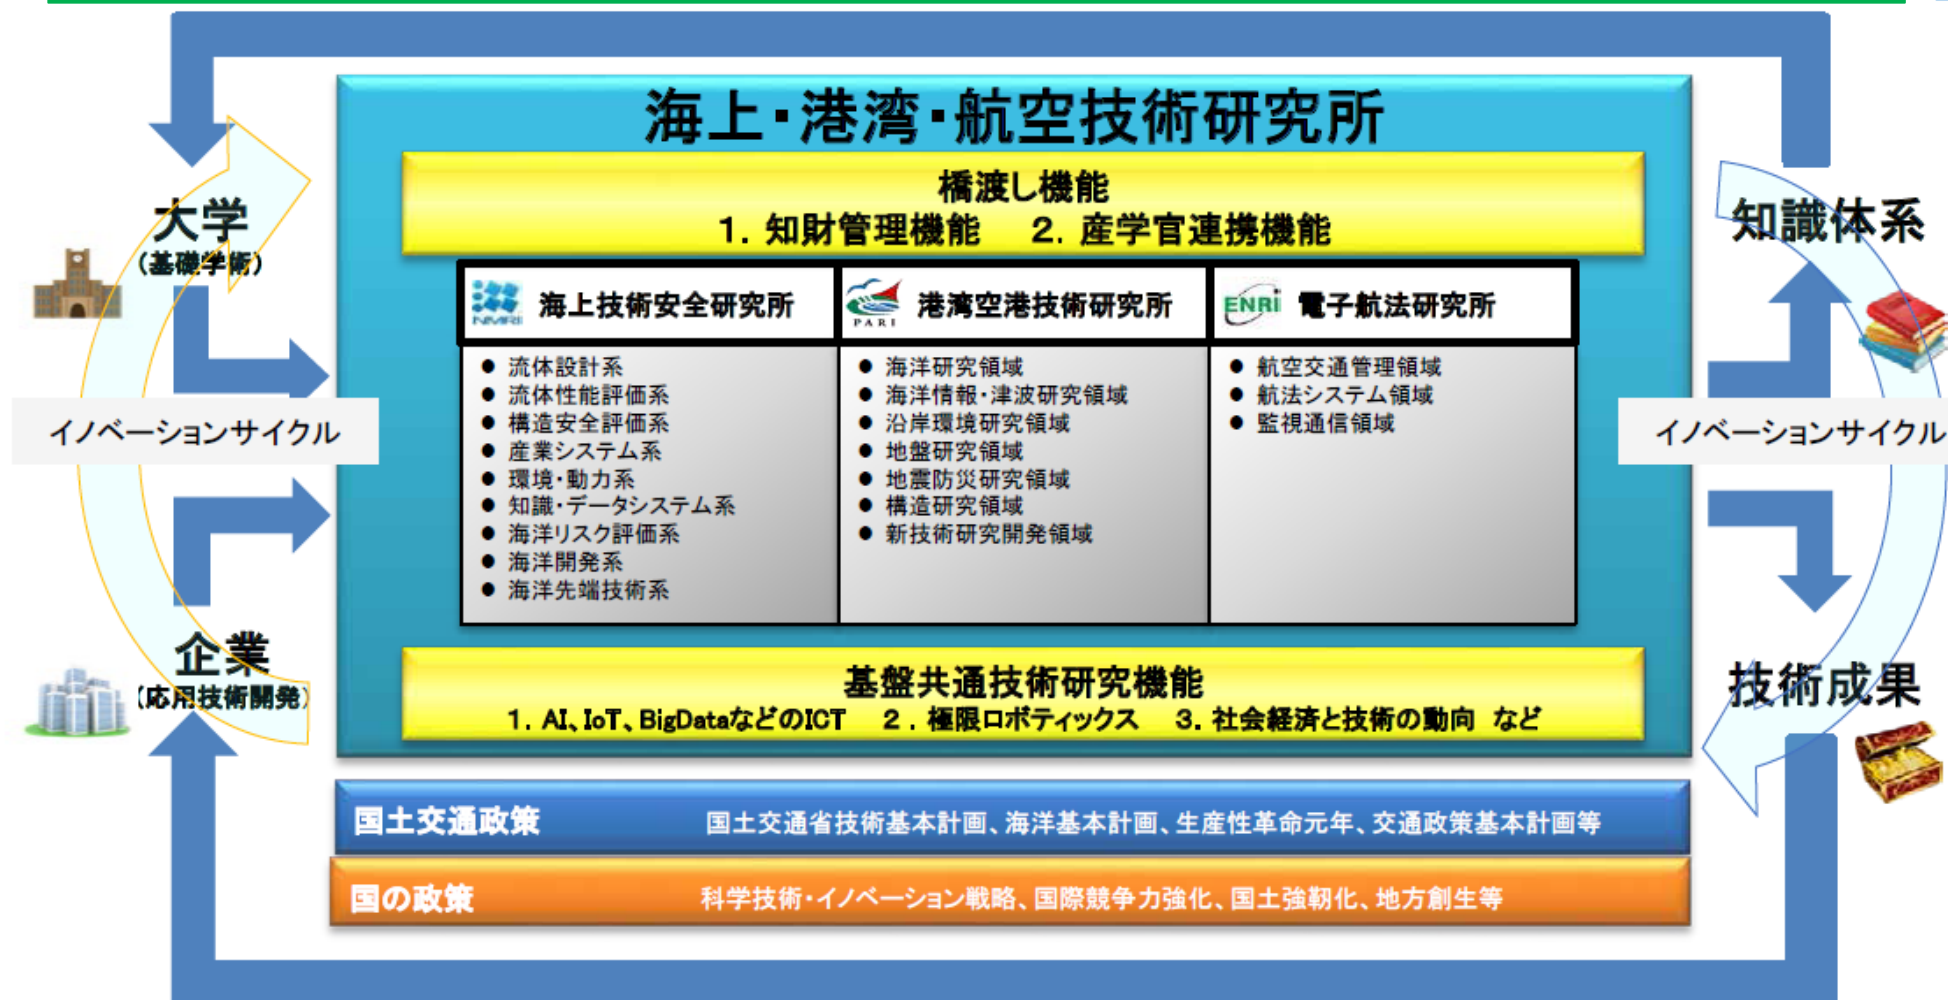 海上・港湾・航空技術研究所
橋渡し機能
1. 知財管理機能 2. 産学官連携機能
大学
(基礎学術)
知識体系
NMRI 海上技術安全研究所
PARI 港湾空港技術研究所
ENRI 電子航法研究所
● 流体設計系
● 流体性能評価系
● 構造安全評価系
● 産業システム系
● 環境・動力系
● 知識・データシステム系
● 海洋リスク評価系
● 海洋開発系
● 海洋先端技術系
● 海洋研究領域
● 海洋情報・津波研究領域
● 沿岸環境研究領域
● 地盤研究領域
● 地震防災研究領域
● 構造研究領域
● 新技術研究開発領域
● 航空交通管理領域
● 航法システム領域
● 監視通信領域
イノベーションサイクル
イノベーションサイクル
企業
(応用技術開発)
技術成果
基盤共通技術研究機能
1. AI、IoT、BigDataなどのICT 2. 極限ロボティックス 3. 社会経済と技術の動向 など
国土交通政策 国土交通省技術基本計画、海洋基本計画、生産性革命元年、交通政策基本計画等
国の政策 科学技術・イノベーション戦略、国際競争力強化、国土強靭化、地方創生等